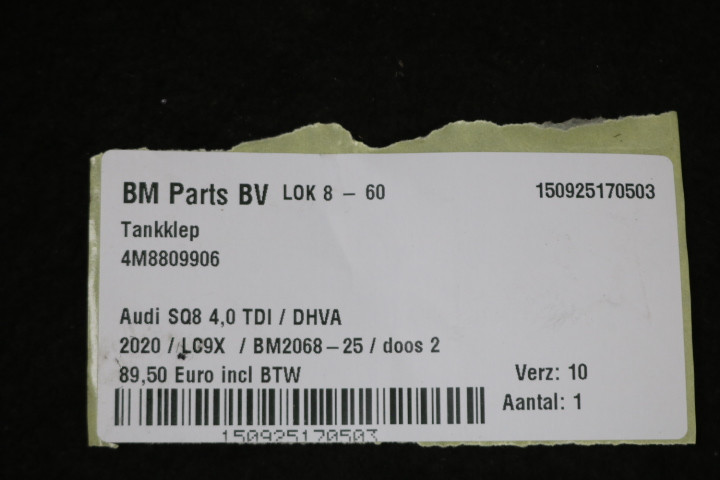 BM Parts BV LOK 8 – 60 150925170503
Tankklep
4M8809906
Audi SQ8 4,0 TDI / DHVA
2020 / LC9X / BM2068–25 / doos 2
89,50 Euro incl BTW Verz: 10
Aantal: 1
150925170503